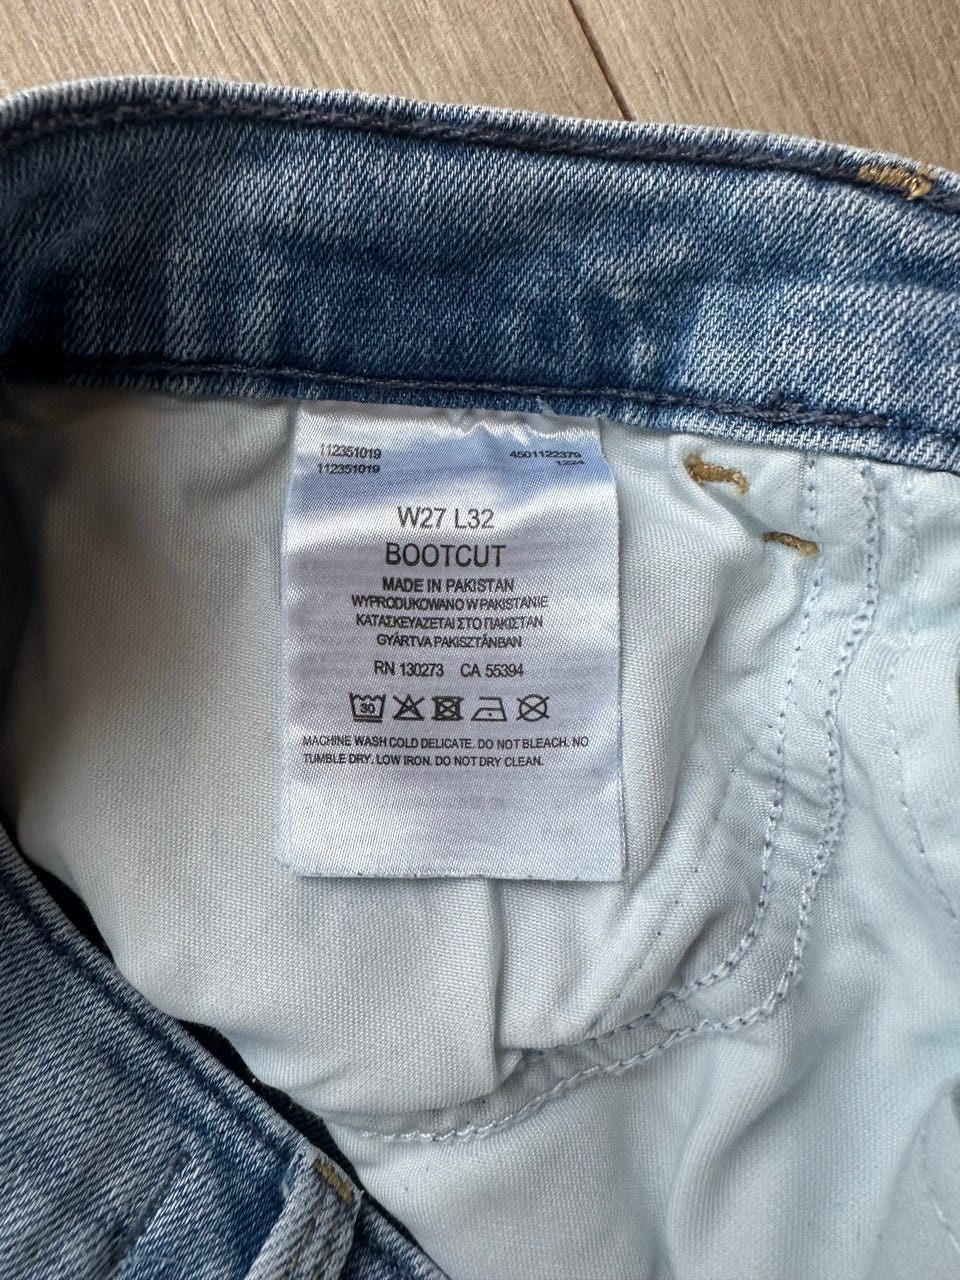 112351019 4501122379
112351019 1224
W27 L32
BOOTCUT
MADE IN PAKISTAN
WYPRODUKOWANO W PAKISTANIE
ΚΑΤΑΣΚΕΥΑΖΕΤΑΙ ΣΤΟ ΠΑΚΙΣΤΑΝ
GYÁRTVA PAKISZTÁNBAN
RN 130273 CA 55394
30
MACHINE WASH COLD DELICATE. DO NOT BLEACH. NO
TUMBLE DRY. LOW IRON. DO NOT DRY CLEAN.